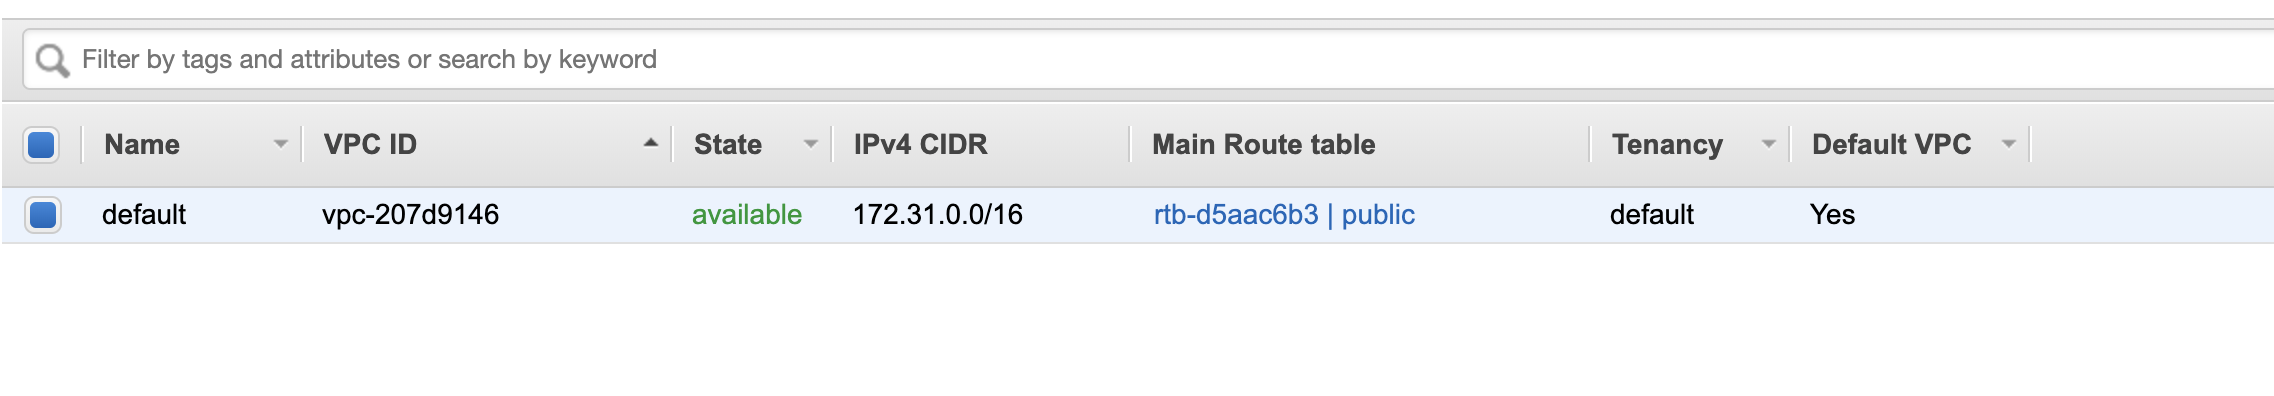 Filter by tags and attributes or search by keyword
Name VPC ID State IPv4 CIDR Main Route table Tenancy Default VPC
default vpc-207d9146 available 172.31.0.0/16 rtb-d5aac6b3 | public default Yes